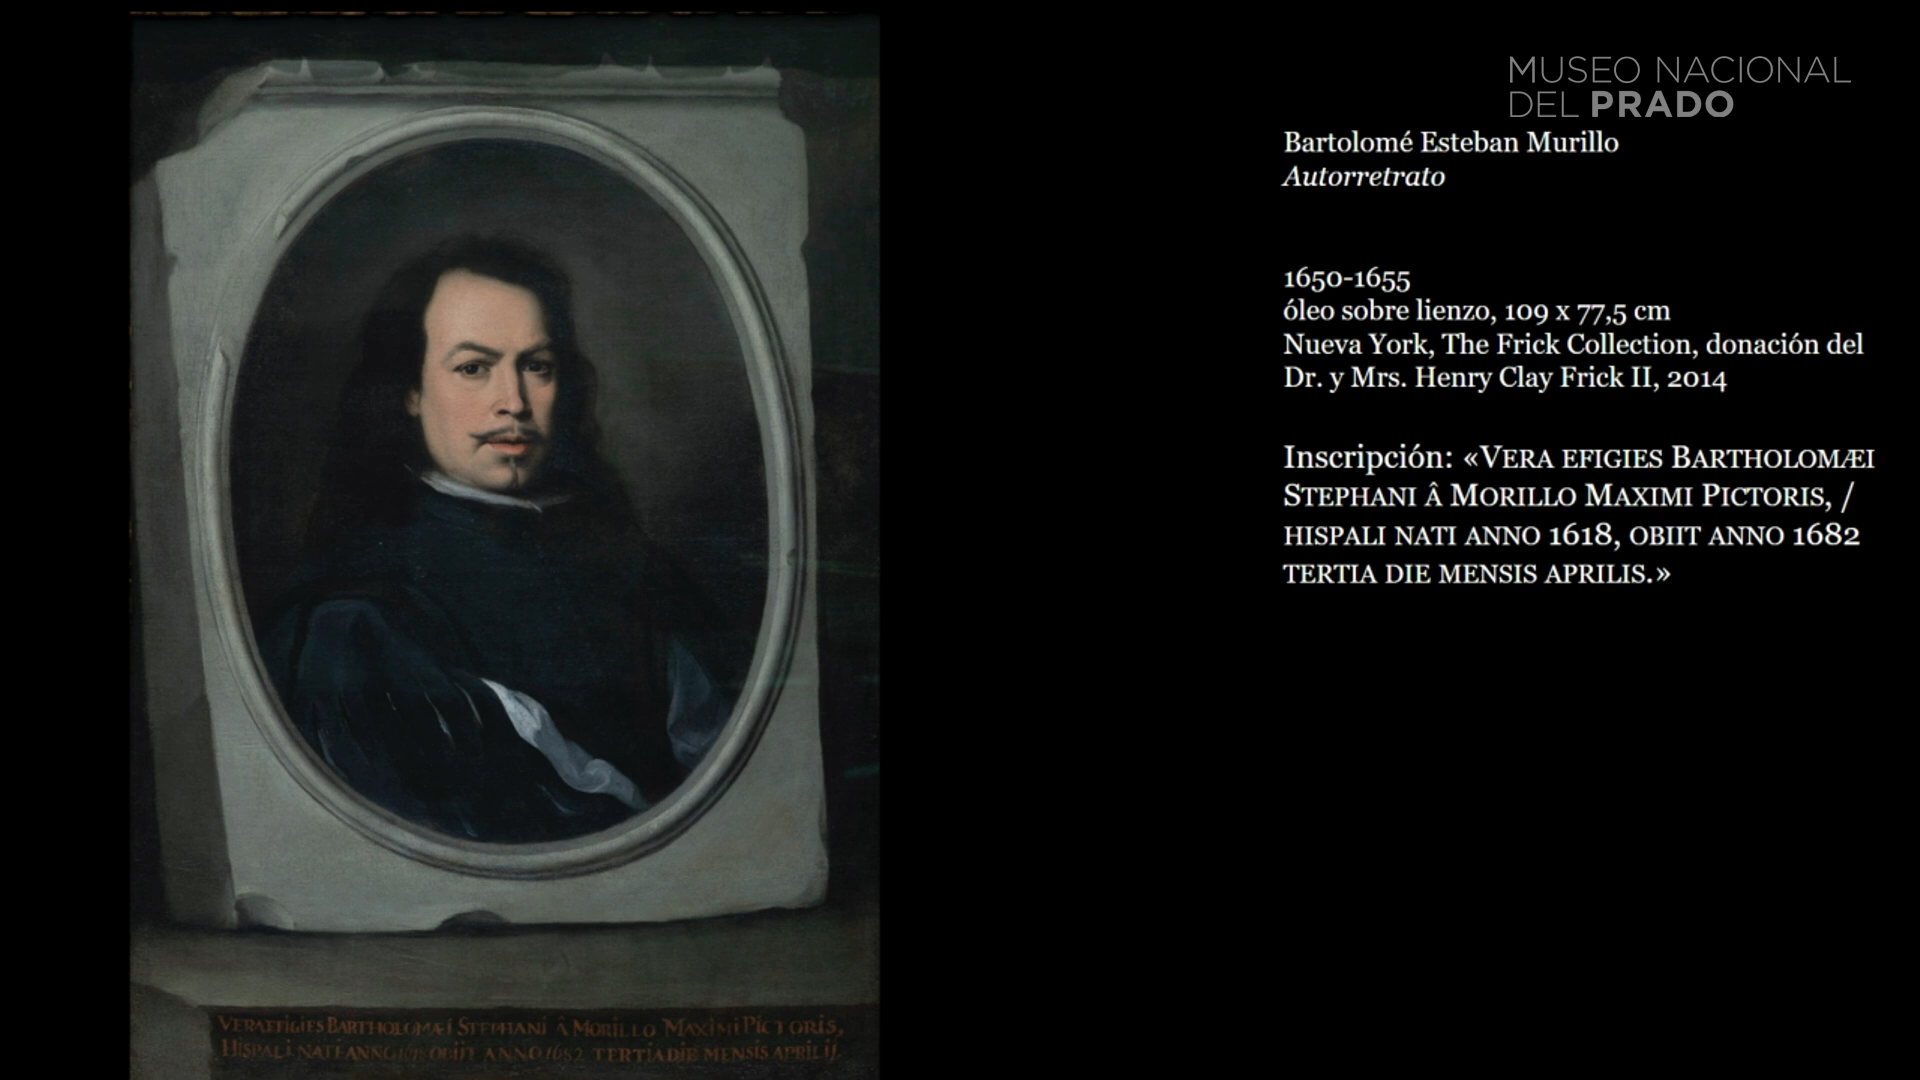 MUSEO NACIONAL
DEL PRADO
Bartolomé Esteban Murillo
Autorretrato
1650-1655
óleo sobre lienzo, 109 x 77,5 cm
Nueva York, The Frick Collection, donación del
Dr. y Mrs. Henry Clay Frick II, 2014
Inscripción: «VERA EFIGIES BARTHOLOMÆI
STEPHANI Â MORILLO MAXIMI PICTORIS, /
HISPALI NATI ANNO 1618, OBIIT ANNO 1682
TERTIA DIE MENSIS APRILIS.»
VERA EFIGIES BARTHOLOMÆI STEPHANI Â MORILLO MAXIMI PICTORIS,
HISPALI NATI ANNO OBIIT ANNO 1682 TERTIA DIE MENSIS